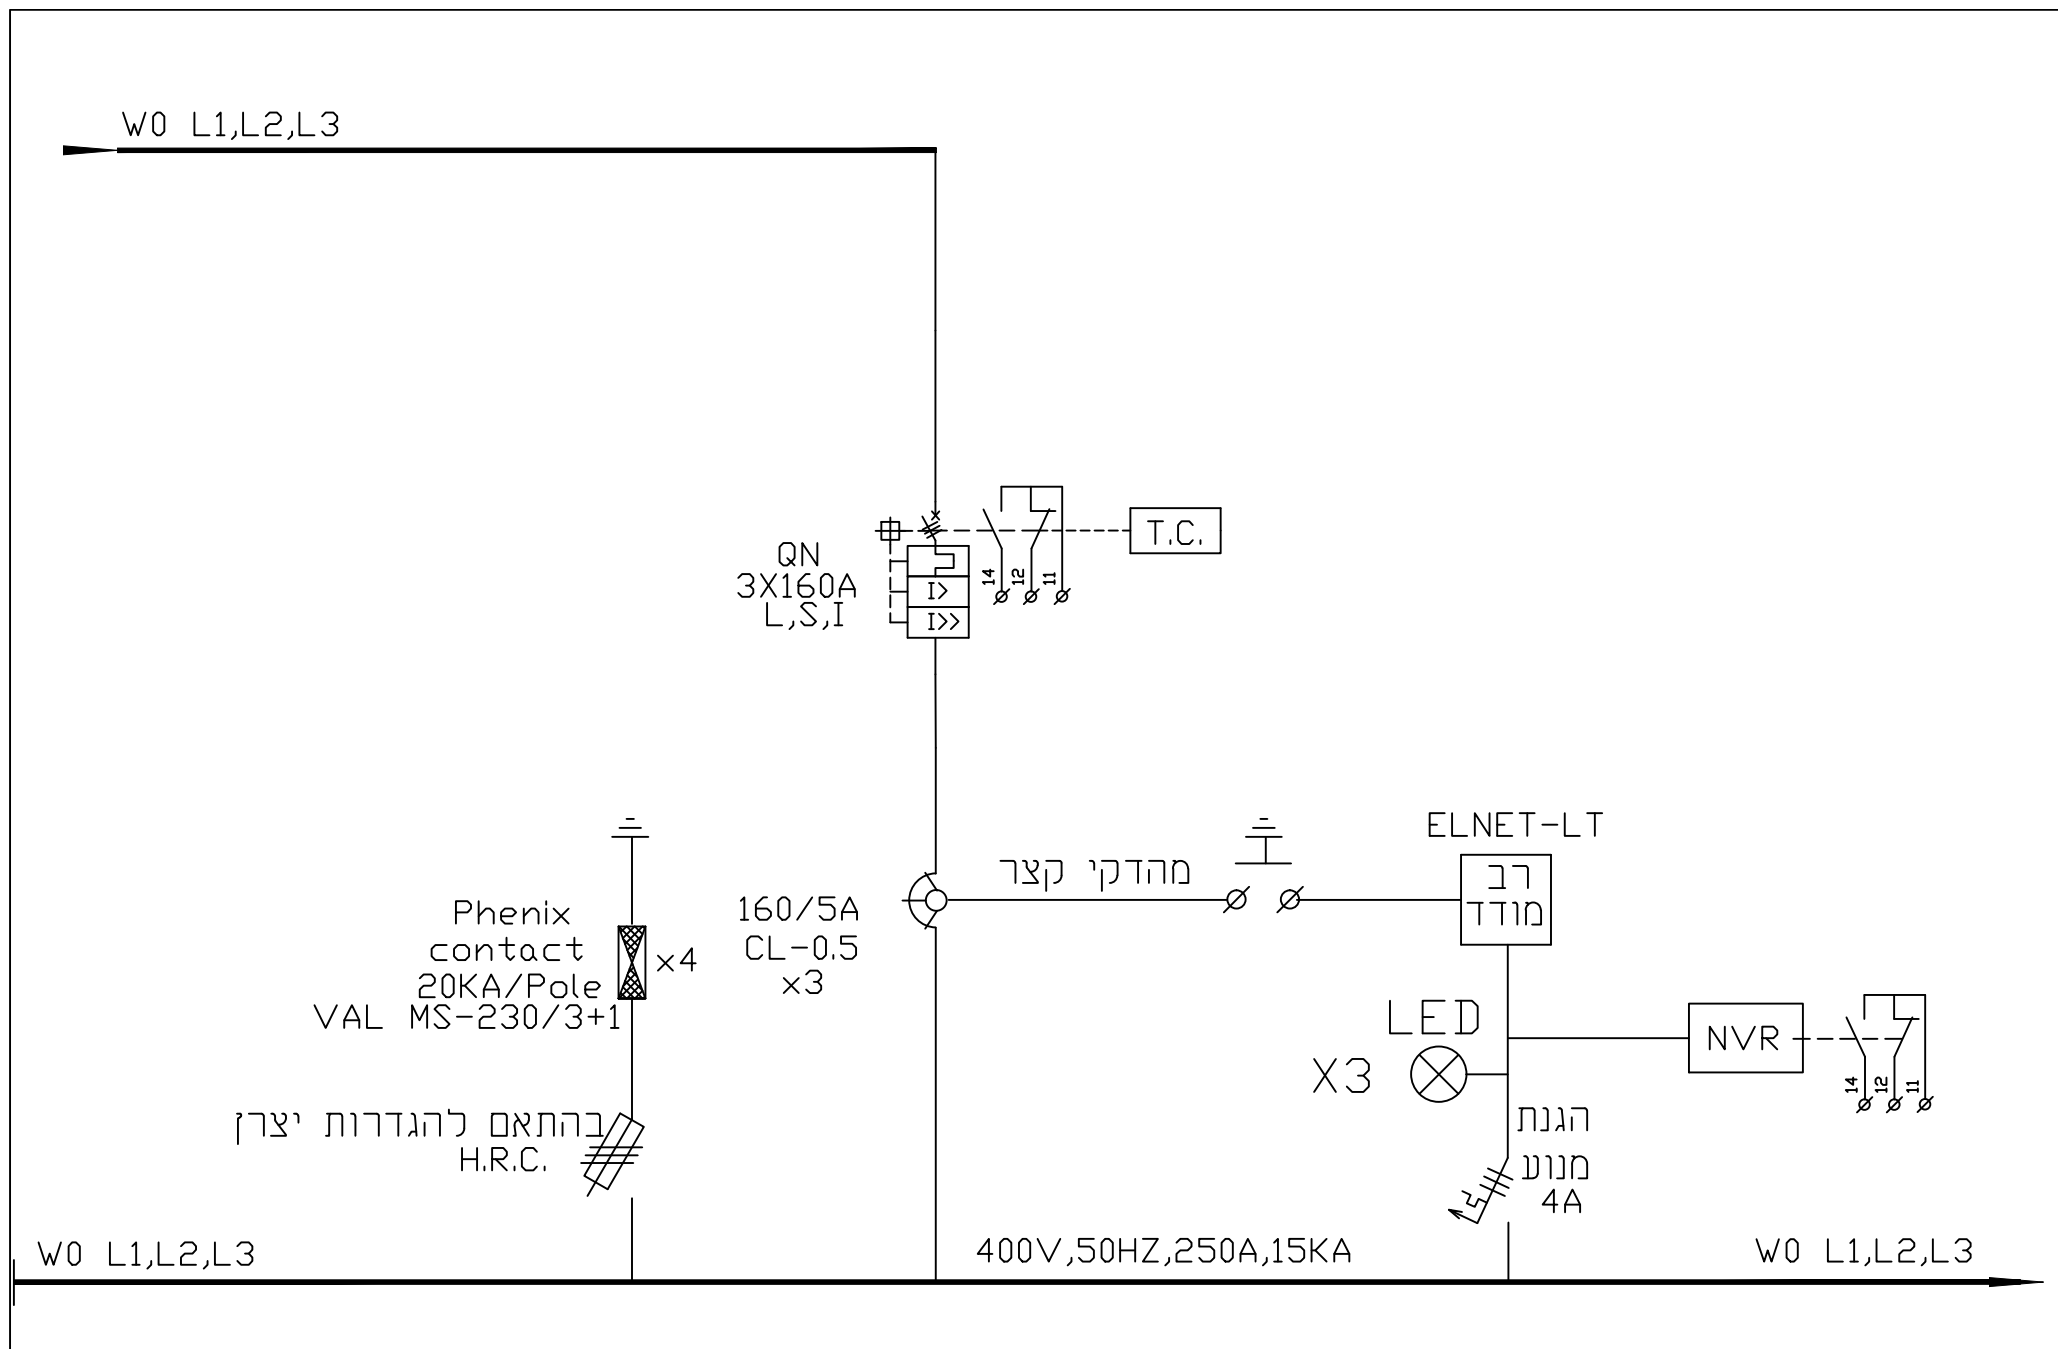 W0 L1,L2,L3
QN
3X160A
L,S,I
I>
I>>
14
12
11
T.C.
ELNET-LT
רב
מודד
מהדקי קצר
160/5A
CL-0.5
x3
Phenix
contact
20KA/Pole
VAL MS-230/3+1
x4
LED
X3
NVR
14
12
11
בהתאם להגדרות יצרן
H.R.C.
הגנת
מנוע
4A
W0 L1,L2,L3
400V,50HZ,250A,15KA
W0 L1,L2,L3